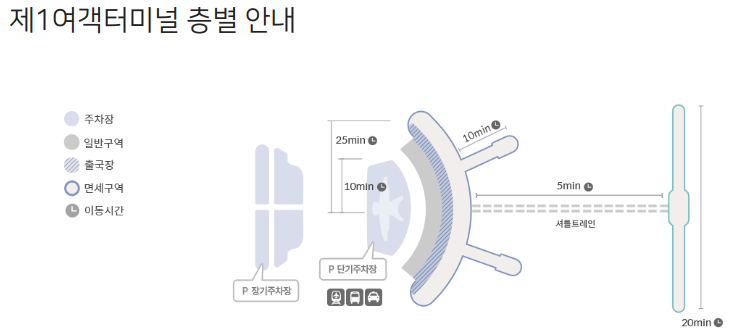 제1여객터미널 층별 안내
주차장
일반구역
출국장
면세구역
이동시간
25min
10min
10min
5min
셔틀트레인
P 단기주차장
P 장기주차장
20min